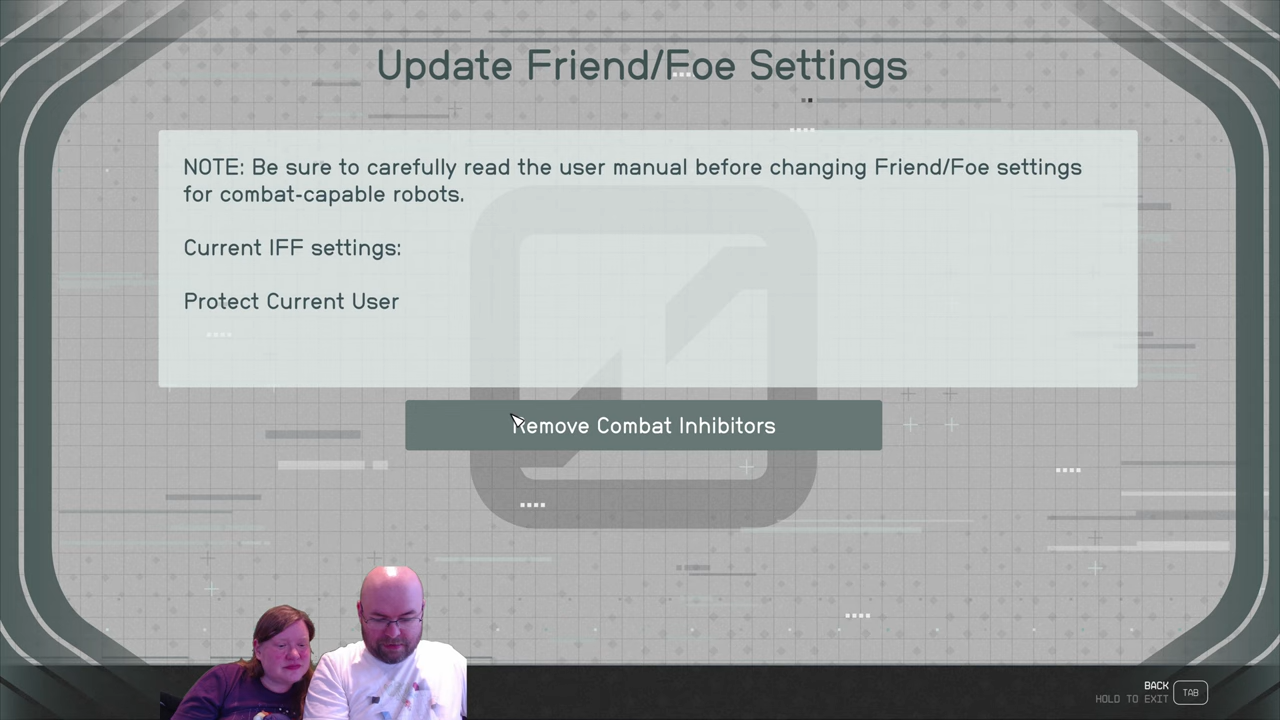 Update Friend/Foe Settings
NOTE: Be sure to carefully read the user manual before changing Friend/Foe settings
for combat-capable robots.
Current IFF settings:
Protect Current User
Remove Combat Inhibitors
BACK
HOLD TO EXIT
TAB